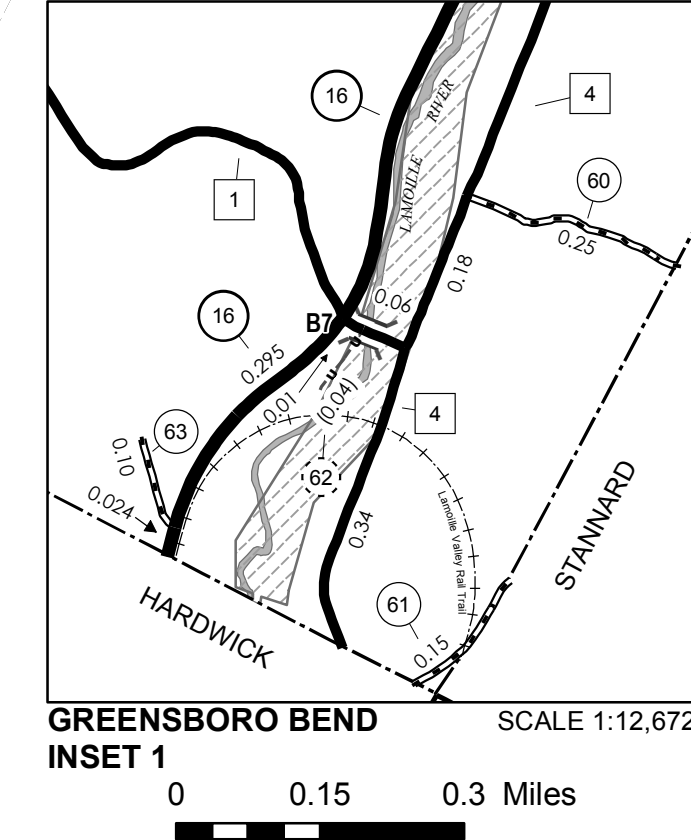 16
4
RIVER
LAMOILLE
1
60
0.25
0.18
0.06
16
B7
0.295
0.01
(0.04)
4
63
0.10
62
0.024
0.34
Lamoille Valley Rail Trail
STANNARD
HARDWICK
61
0.15
GREENSBORO BEND
SCALE 1:12,672
INSET 1
0 0.15 0.3 Miles